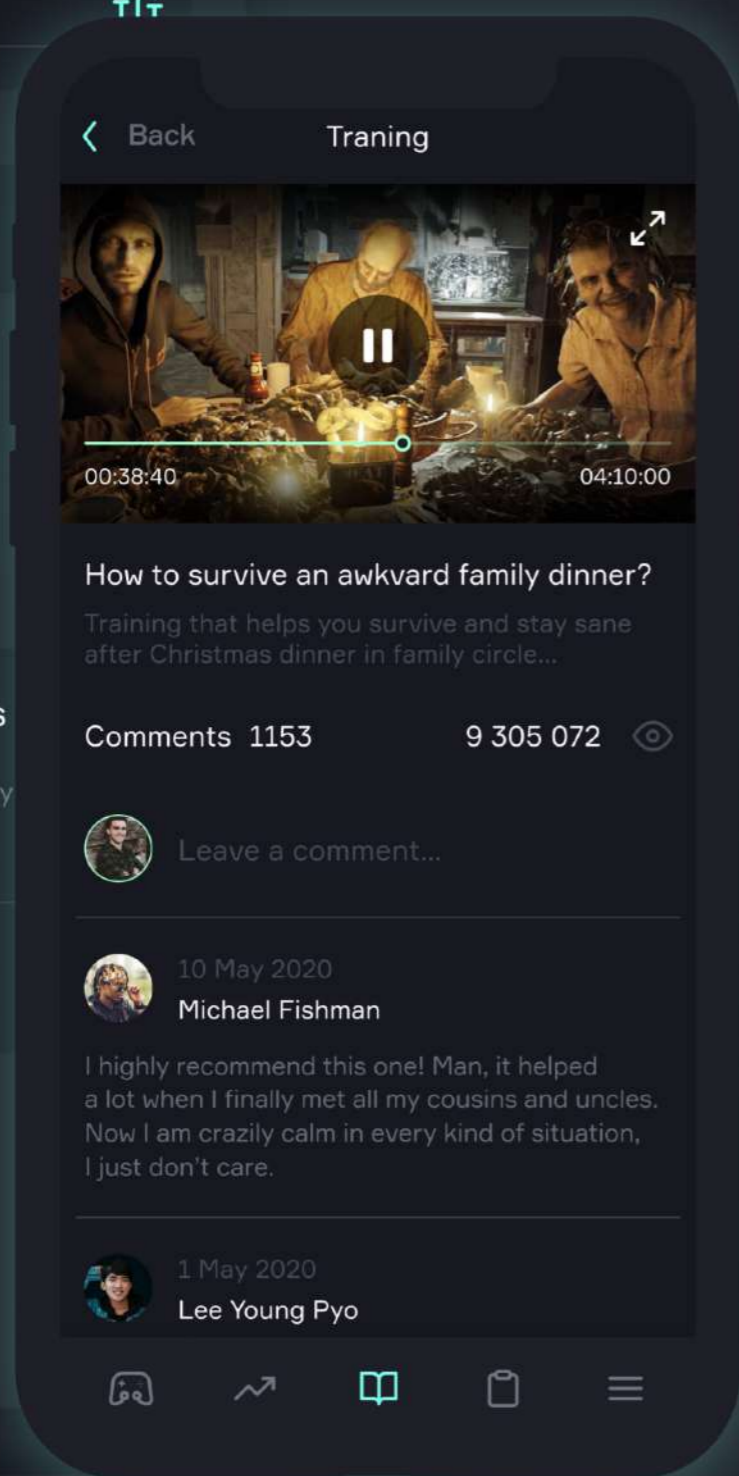 Back
Traning
00:38:40
04:10:00
How to survive an awkvard family dinner?
Training that helps you survive and stay sane
after Christmas dinner in family circle...
Comments 1153
9 305 072
Leave a comment...
10 May 2020
Michael Fishman
I highly recommend this one! Man, it helped
a lot when I finally met all my cousins and uncles.
Now I am crazily calm in every kind of situation,
I just don't care.
1 May 2020
Lee Young Pyo